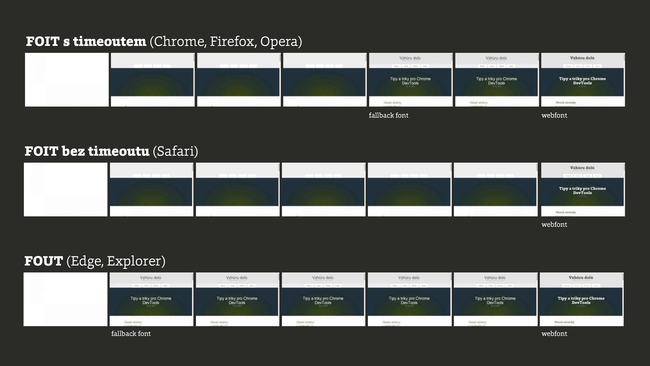 FOIT s timeoutem (Chrome, Firefox, Opera)
Vzhůru dolů
Vzhůru dolů
Vzhůru dolů
Tipy a triky pro Chrome
DevTools
Tipy a triky pro Chrome
DevTools
Tipy a triky pro Chrome
DevTools
fallback font
webfont
FOIT bez timeoutu (Safari)
Vzhůru dolů
Tipy a triky pro Chrome
DevTools
webfont
FOUT (Edge, Explorer)
Vzhůru dolů
Vzhůru dolů
Vzhůru dolů
Vzhůru dolů
Vzhůru dolů
Vzhůru dolů
Tipy a triky pro Chrome
DevTools
Tipy a triky pro Chrome
DevTools
Tipy a triky pro Chrome
DevTools
Tipy a triky pro Chrome
DevTools
Tipy a triky pro Chrome
DevTools
Tipy a triky pro Chrome
DevTools
fallback font
webfont